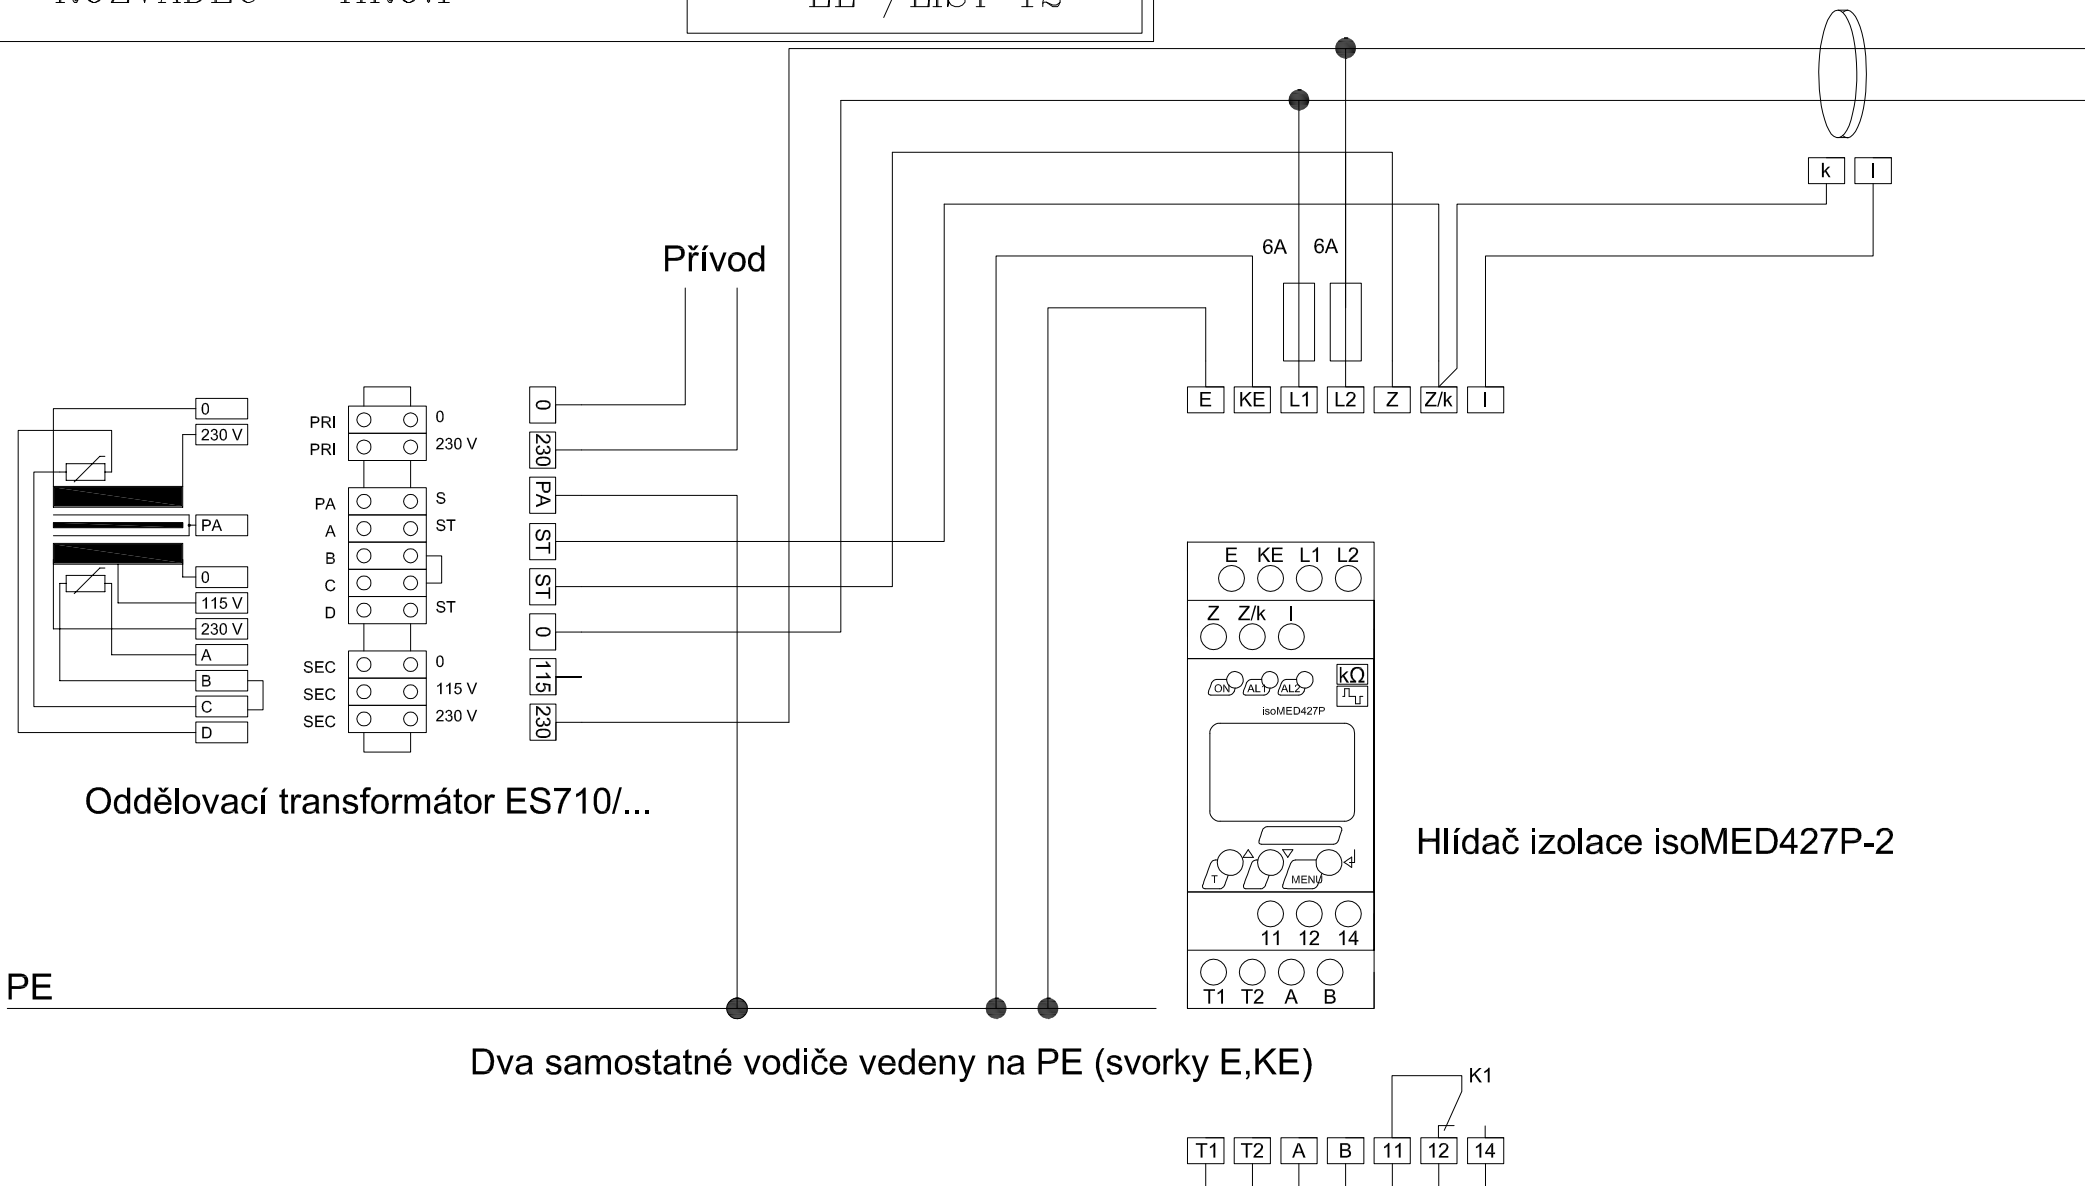 Přívod
6A 6A
k l
E KE L1 L2 Z Z/k l
0
230 V
PA
0
115 V
230 V
A
B
C
D
PRI 0
PRI 230 V
PA S
A ST
B
C
D ST
SEC 0
SEC 115 V
SEC 230 V
0
230
PA
ST
ST
0
115
230
Oddělovací transformátor ES710/...
E KE L1 L2
Z Z/k l
ON AL1 AL2 kΩ
isoMED427P
T MENU
11 12 14
T1 T2 A B
Hlídač izolace isoMED427P-2
PE
Dva samostatné vodiče vedeny na PE (svorky E,KE)
K1
T1 T2 A B 11 12 14